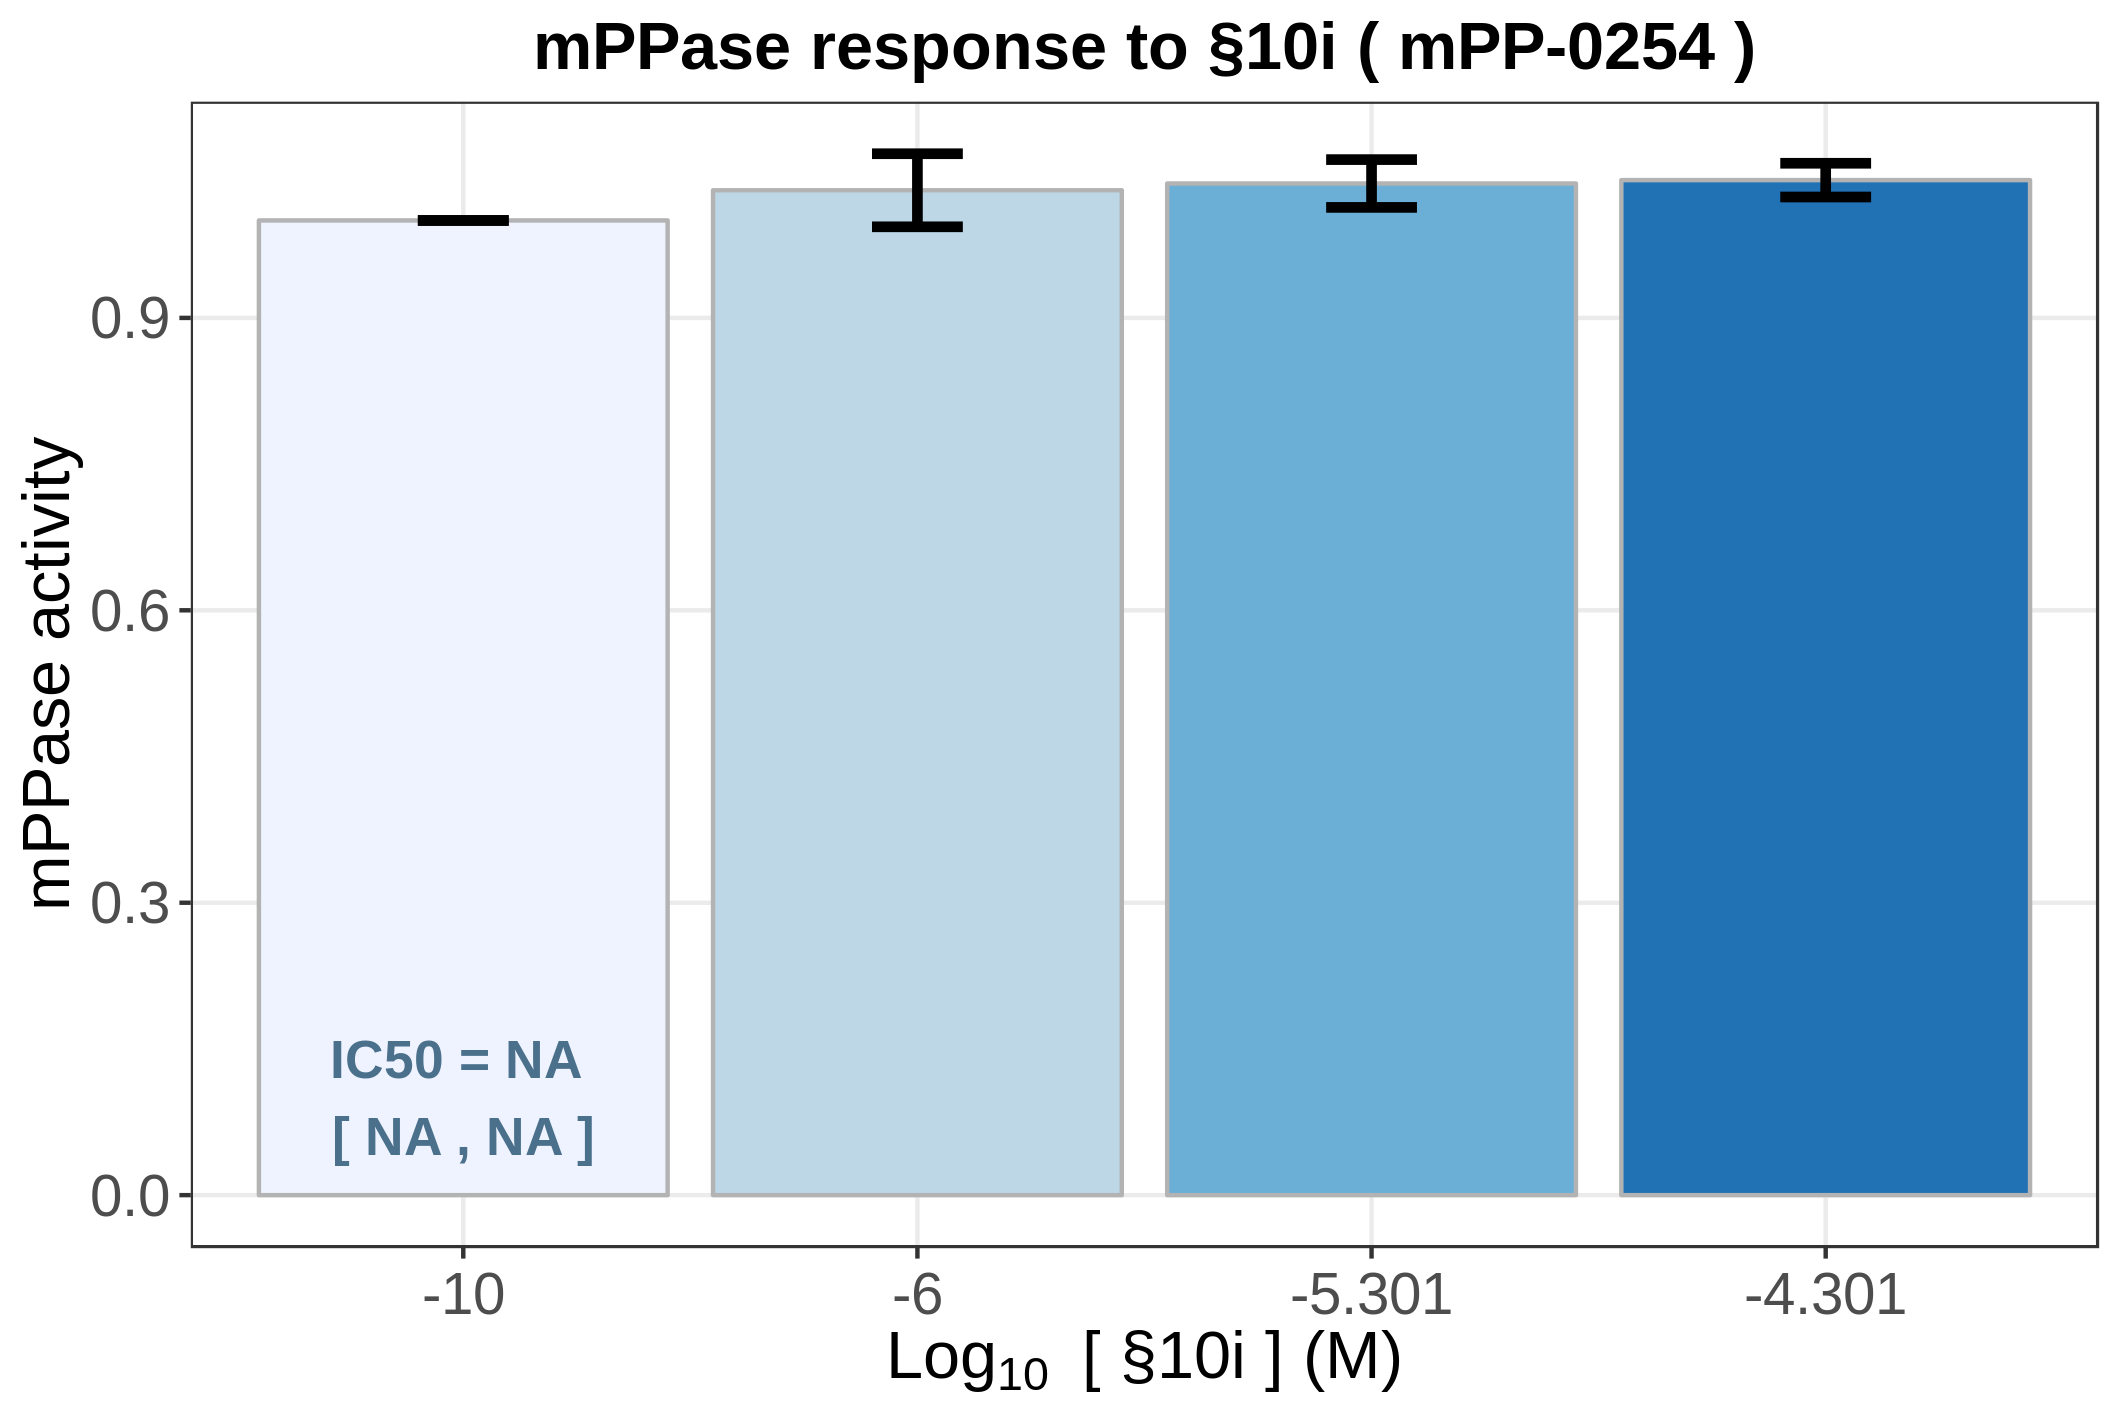 mPPase response to §10i ( mPP-0254 )
mPPase activity
0.9
0.6
0.3
0.0
IC50 = NA
[ NA , NA ]
-10
-6
-5.301
-4.301
Log₁₀ [ §10i ] (M)